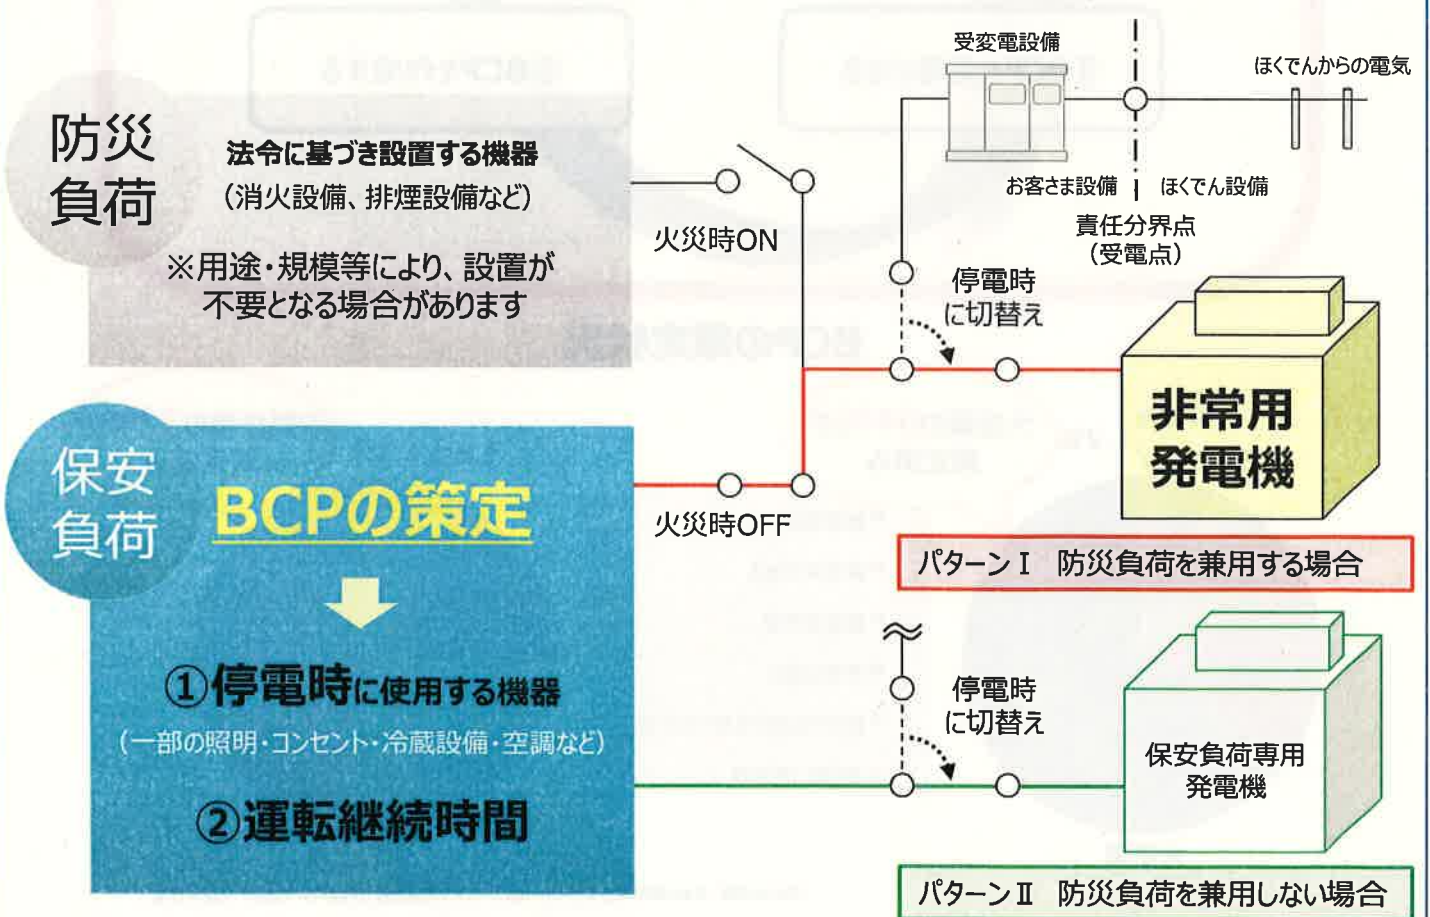 受変電設備
ほくでんからの電気
防災
負荷
法令に基づき設置する機器
(消火設備、排煙設備など)
※用途・規模等により、設置が
不要となる場合があります
火災時ON
お客さま設備
ほくでん設備
責任分界点
(受電点)
停電時
に切替え
非常用
発電機
保安
負荷
BCPの策定
火災時OFF
パターンⅠ 防災負荷を兼用する場合
①停電時に使用する機器
(一部の照明・コンセント・冷蔵設備・空調など)
②運転継続時間
停電時
に切替え
保安負荷専用
発電機
パターンⅡ 防災負荷を兼用しない場合